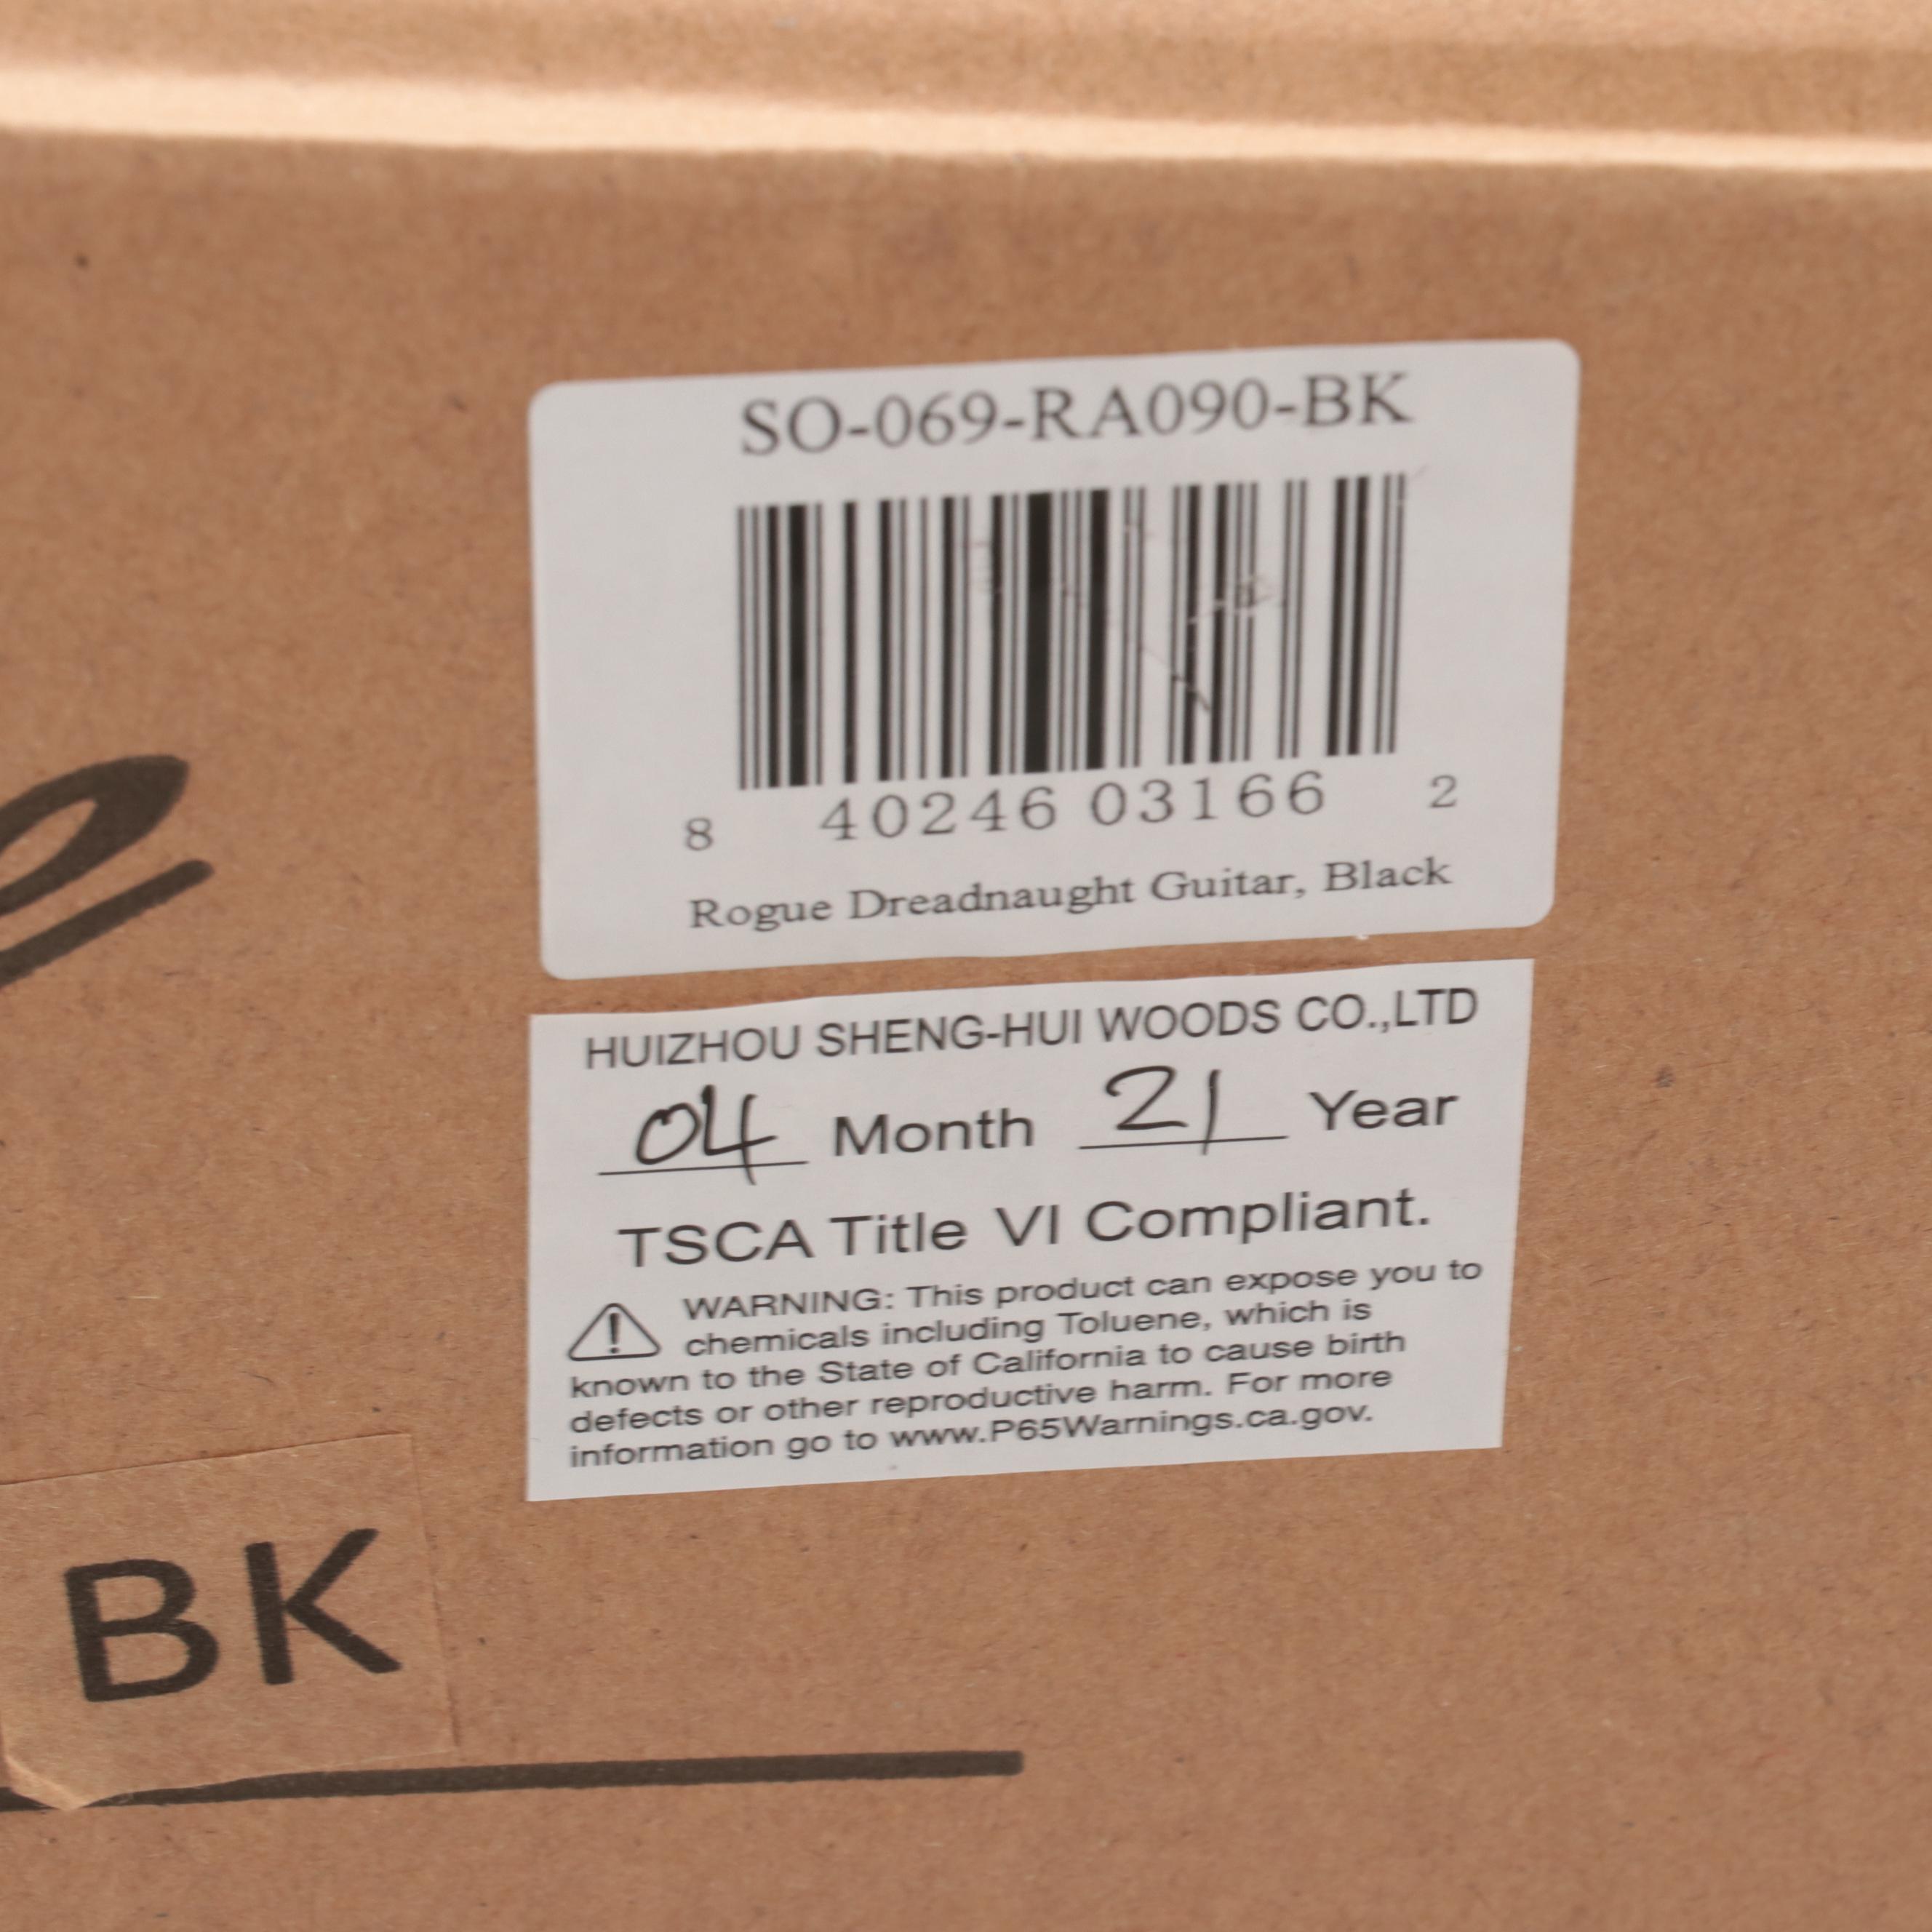 SO-069-RA090-BK
8 40246 03166 2
Rogue Dreadnaught Guitar, Black
HUIZHOU SHENG-HUI WOODS CO.,LTD
04 Month 21 Year
TSCA Title VI Compliant.
WARNING: This product can expose you to
chemicals including Toluene, which is
known to the State of California to cause birth
defects or other reproductive harm. For more
information go to www.P65Warnings.ca.gov.
e
BK